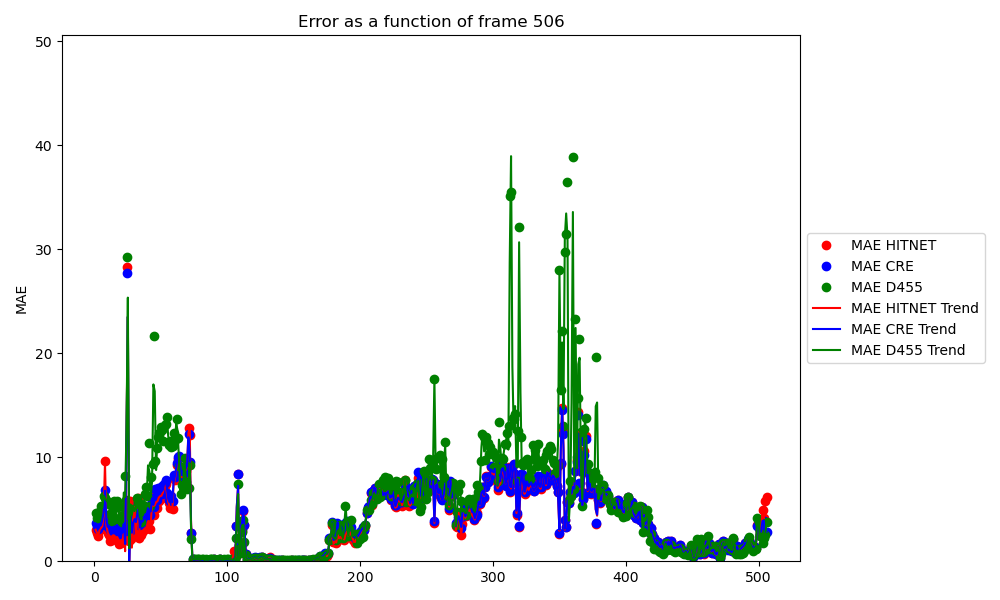 Error as a function of frame 506
MAE
50
40
30
20
10
0
0
100
200
300
400
500
MAE HITNET
MAE CRE
MAE D455
MAE HITNET Trend
MAE CRE Trend
MAE D455 Trend